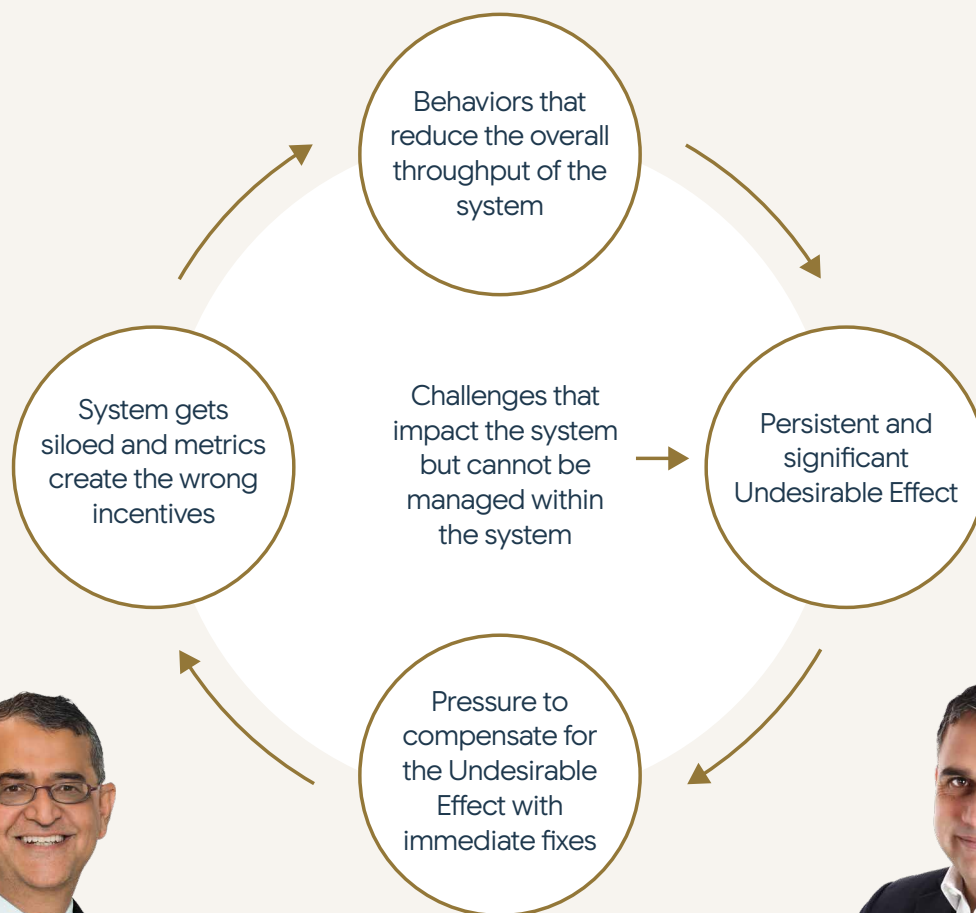 Behaviors that
reduce the overall
throughput of the
system
System gets
siloed and metrics
create the wrong
incentives
Challenges that
impact the system
but cannot be
managed within
the system
Persistent and
significant
Undesirable Effect
Pressure to
compensate for
the Undesirable
Effect with
immediate fixes